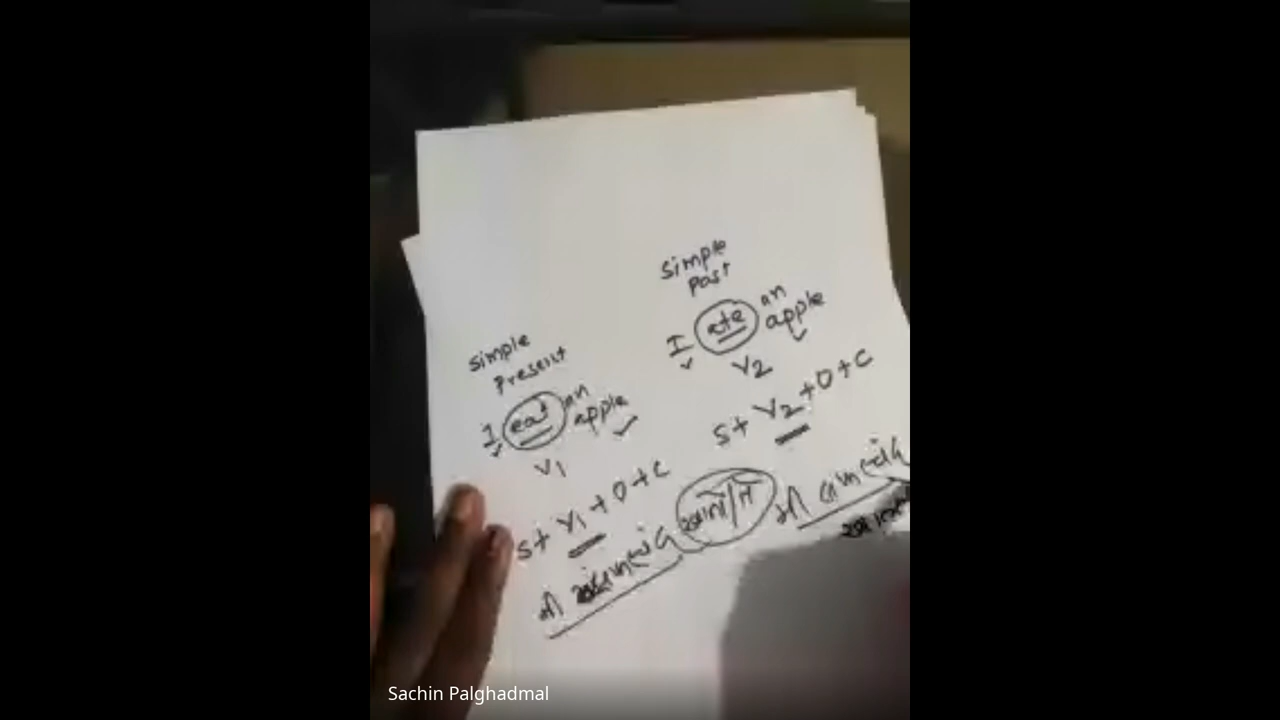 simple
past
I ate an
apple
V2
S+ V2 +O+C
simple
present
I eat an
apple
V1
S+ V1 +O+C
मी
खातो/ते
मी
Sachin Palghadmal